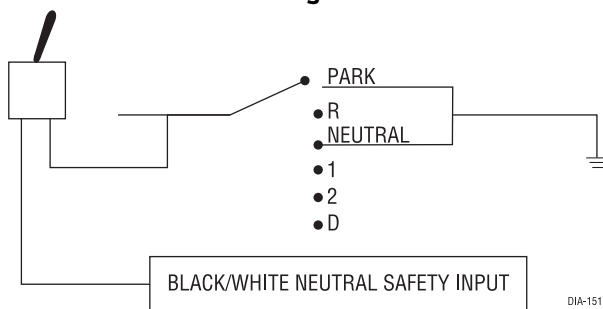 PARK
R
NEUTRAL
1
2
D
BLACK/WHITE NEUTRAL SAFETY INPUT
DIA-151